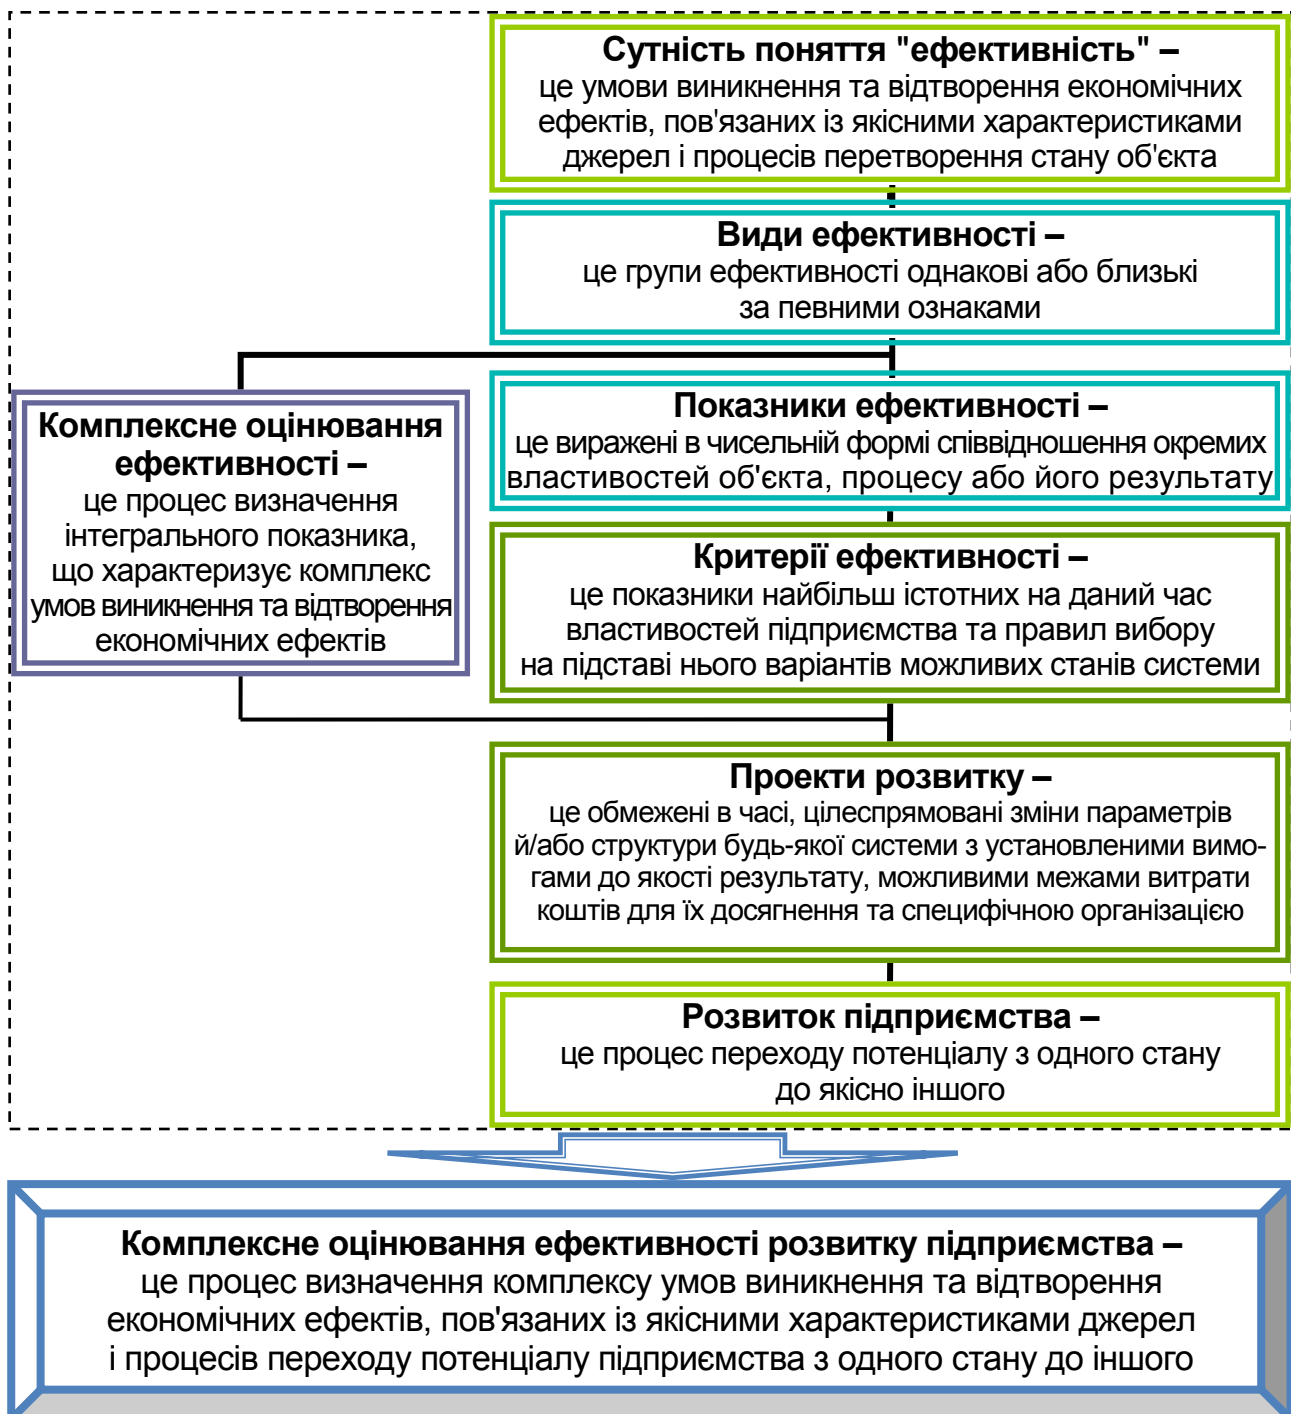 Сутність поняття "ефективність" –
це умови виникнення та відтворення економічних
ефектів, пов'язаних із якісними характеристиками
джерел і процесів перетворення стану об'єкта
Види ефективності –
це групи ефективності однакові або близькі
за певними ознаками
Комплексне оцінювання
ефективності –
це процес визначення
інтегрального показника,
що характеризує комплекс
умов виникнення та відтворення
економічних ефектів
Показники ефективності –
це виражені в чисельній формі співвідношення окремих
властивостей об'єкта, процесу або його результату
Критерії ефективності –
це показники найбільш істотних на даний час
властивостей підприємства та правил вибору
на підставі нього варіантів можливих станів системи
Проекти розвитку –
це обмежені в часі, цілеспрямовані зміни параметрів
й/або структури будь-якої системи з установленими вимо-
гами до якості результату, можливими межами витрати
коштів для їх досягнення та специфічною організацією
Розвиток підприємства –
це процес переходу потенціалу з одного стану
до якісно іншого
Комплексне оцінювання ефективності розвитку підприємства –
це процес визначення комплексу умов виникнення та відтворення
економічних ефектів, пов'язаних із якісними характеристиками джерел
і процесів переходу потенціалу підприємства з одного стану до іншого